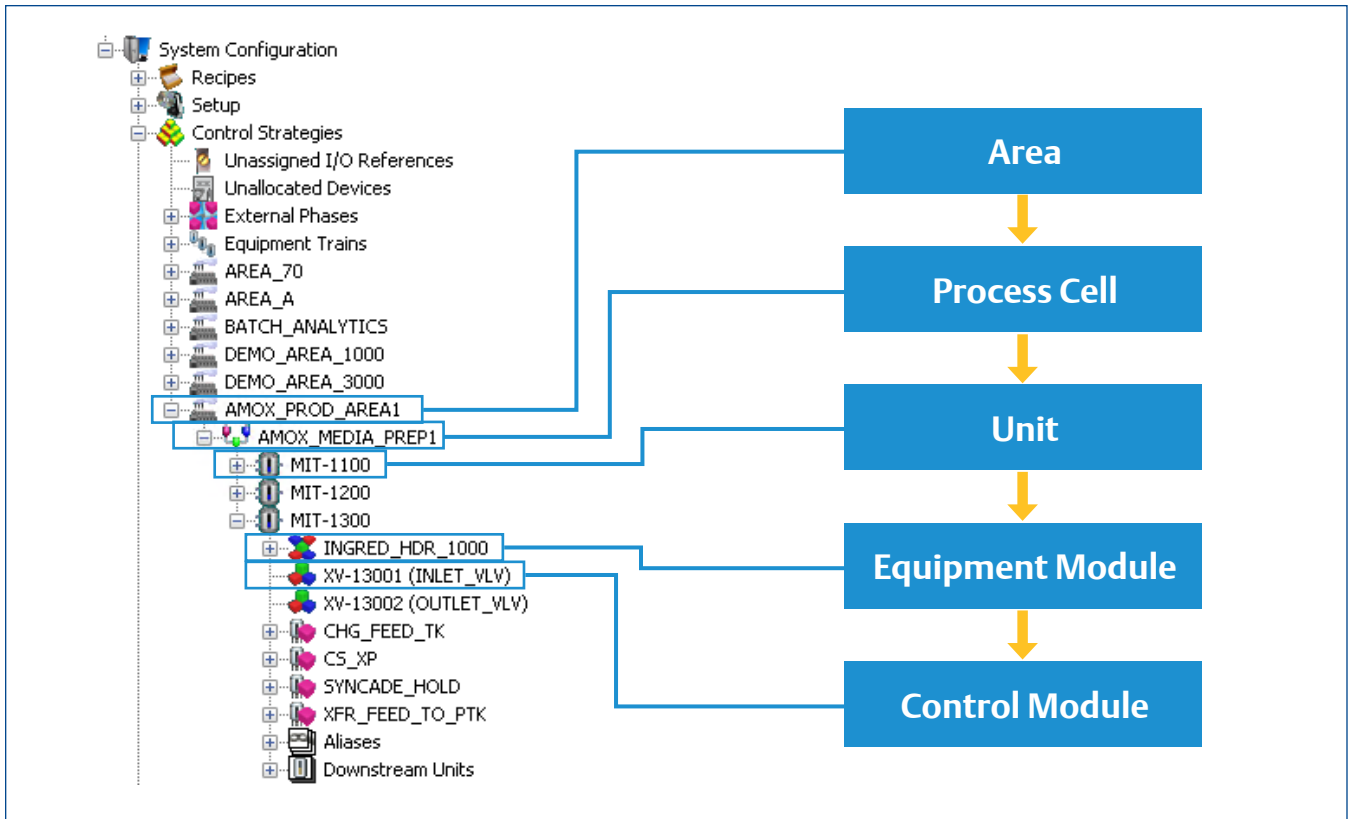 System Configuration
Recipes
Setup
Control Strategies
Unassigned I/O References
Unallocated Devices
External Phases
Equipment Trains
AREA_70
AREA_A
BATCH_ANALYTICS
DEMO_AREA_1000
DEMO_AREA_3000
AMOX_PROD_AREA1
AMOX_MEDIA_PREP1
MIT-1100
MIT-1200
MIT-1300
INGRED_HDR_1000
XV-13001 (INLET_VLV)
XV-13002 (OUTLET_VLV)
CHG_FEED_TK
CS_XP
SYNCADE_HOLD
XFR_FEED_TO_PTK
Aliases
Downstream Units
Area
Process Cell
Unit
Equipment Module
Control Module